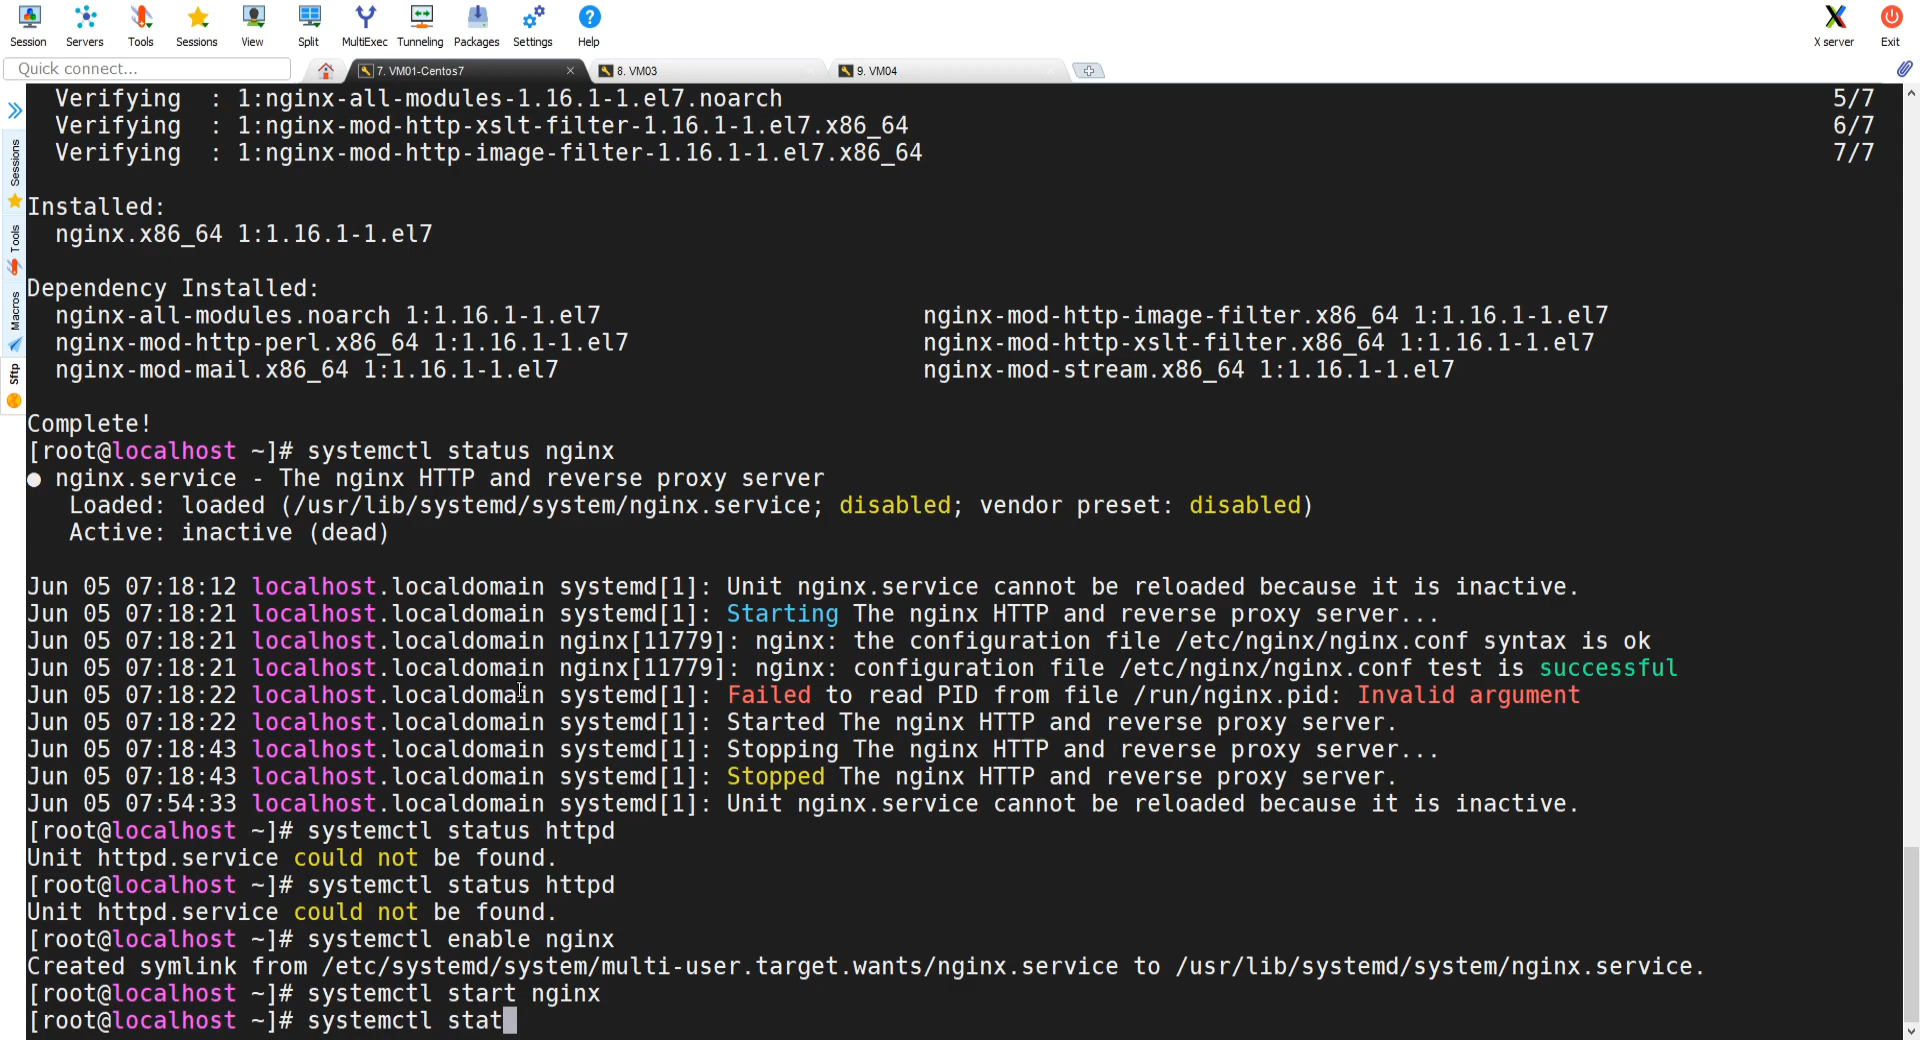 Session
Servers
Tools
Sessions
View
Split
MultiExec
Tunneling
Packages
Settings
Help
X server
Exit
Quick connect...
7. VM01-Centos7
8. VM03
9. VM04
Sessions
Tools
Macros
Sftp
Verifying : 1:nginx-all-modules-1.16.1-1.el7.noarch 5/7
Verifying : 1:nginx-mod-http-xslt-filter-1.16.1-1.el7.x86_64 6/7
Verifying : 1:nginx-mod-http-image-filter-1.16.1-1.el7.x86_64 7/7
Installed:
nginx.x86_64 1:1.16.1-1.el7
Dependency Installed:
nginx-all-modules.noarch 1:1.16.1-1.el7 nginx-mod-http-image-filter.x86_64 1:1.16.1-1.el7
nginx-mod-http-perl.x86_64 1:1.16.1-1.el7 nginx-mod-http-xslt-filter.x86_64 1:1.16.1-1.el7
nginx-mod-mail.x86_64 1:1.16.1-1.el7 nginx-mod-stream.x86_64 1:1.16.1-1.el7
Complete!
[root@localhost ~]# systemctl status nginx
● nginx.service - The nginx HTTP and reverse proxy server
Loaded: loaded (/usr/lib/systemd/system/nginx.service; disabled; vendor preset: disabled)
Active: inactive (dead)
Jun 05 07:18:12 localhost.localdomain systemd[1]: Unit nginx.service cannot be reloaded because it is inactive.
Jun 05 07:18:21 localhost.localdomain systemd[1]: Starting The nginx HTTP and reverse proxy server...
Jun 05 07:18:21 localhost.localdomain nginx[11779]: nginx: the configuration file /etc/nginx/nginx.conf syntax is ok
Jun 05 07:18:21 localhost.localdomain nginx[11779]: nginx: configuration file /etc/nginx/nginx.conf test is successful
Jun 05 07:18:22 localhost.localdomain systemd[1]: Failed to read PID from file /run/nginx.pid: Invalid argument
Jun 05 07:18:22 localhost.localdomain systemd[1]: Started The nginx HTTP and reverse proxy server.
Jun 05 07:18:43 localhost.localdomain systemd[1]: Stopping The nginx HTTP and reverse proxy server...
Jun 05 07:18:43 localhost.localdomain systemd[1]: Stopped The nginx HTTP and reverse proxy server.
Jun 05 07:54:33 localhost.localdomain systemd[1]: Unit nginx.service cannot be reloaded because it is inactive.
[root@localhost ~]# systemctl status httpd
Unit httpd.service could not be found.
[root@localhost ~]# systemctl status httpd
Unit httpd.service could not be found.
[root@localhost ~]# systemctl enable nginx
Created symlink from /etc/systemd/system/multi-user.target.wants/nginx.service to /usr/lib/systemd/system/nginx.service.
[root@localhost ~]# systemctl start nginx
[root@localhost ~]# systemctl stat